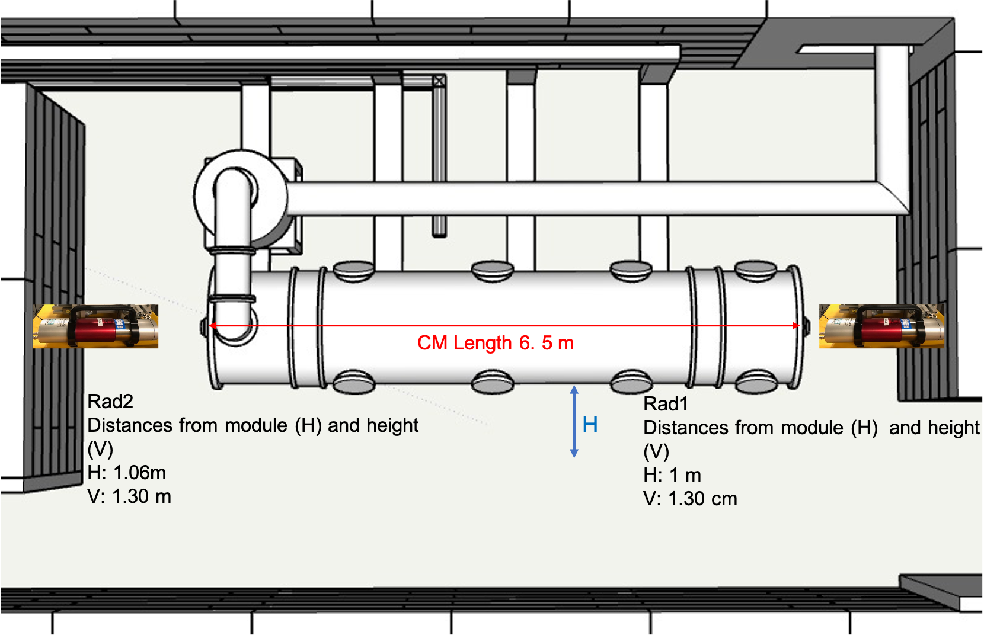 CM Length 6. 5 m
H
Rad2
Distances from module (H) and height
(V)
H: 1.06m
V: 1.30 m
Rad1
Distances from module (H) and height
(V)
H: 1 m
V: 1.30 cm